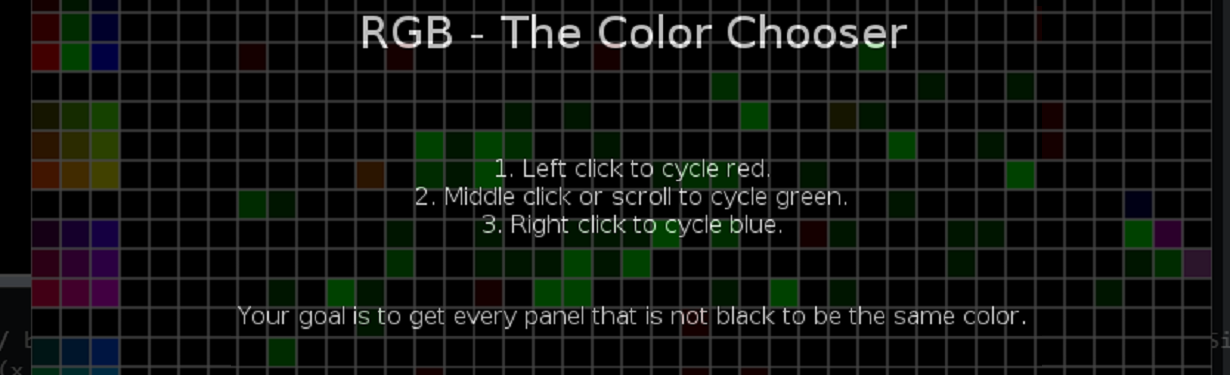 RGB - The Color Chooser
1. Left click to cycle red.
2. Middle click or scroll to cycle green.
3. Right click to cycle blue.
Your goal is to get every panel that is not black to be the same color.